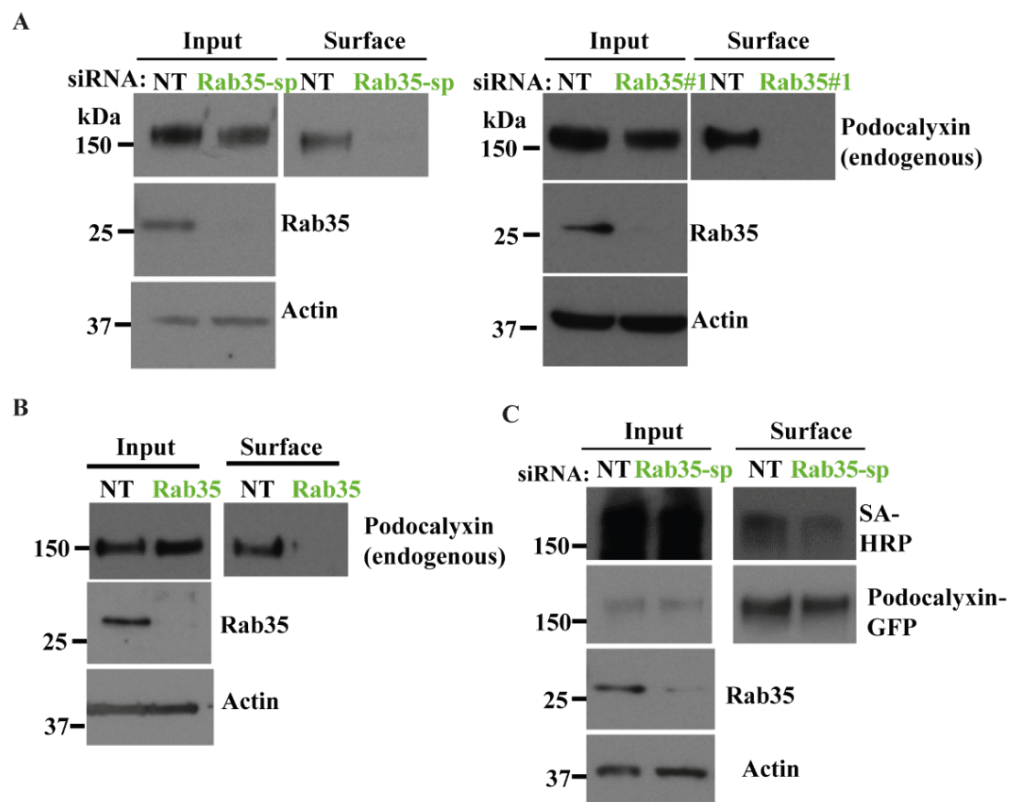 A
Input Surface
siRNA: NT Rab35-sp NT Rab35-sp
kDa
150
25
Rab35
37
Actin
Input Surface
siRNA: NT Rab35#1 NT Rab35#1
kDa
150
Podocalyxin
(endogenous)
25
Rab35
37
Actin
B
Input Surface
NT Rab35 NT Rab35
150
Podocalyxin
(endogenous)
25
Rab35
37
Actin
C
Input Surface
siRNA: NT Rab35-sp NT Rab35-sp
150
SA-
HRP
150
Podocalyxin-
GFP
25
Rab35
37
Actin